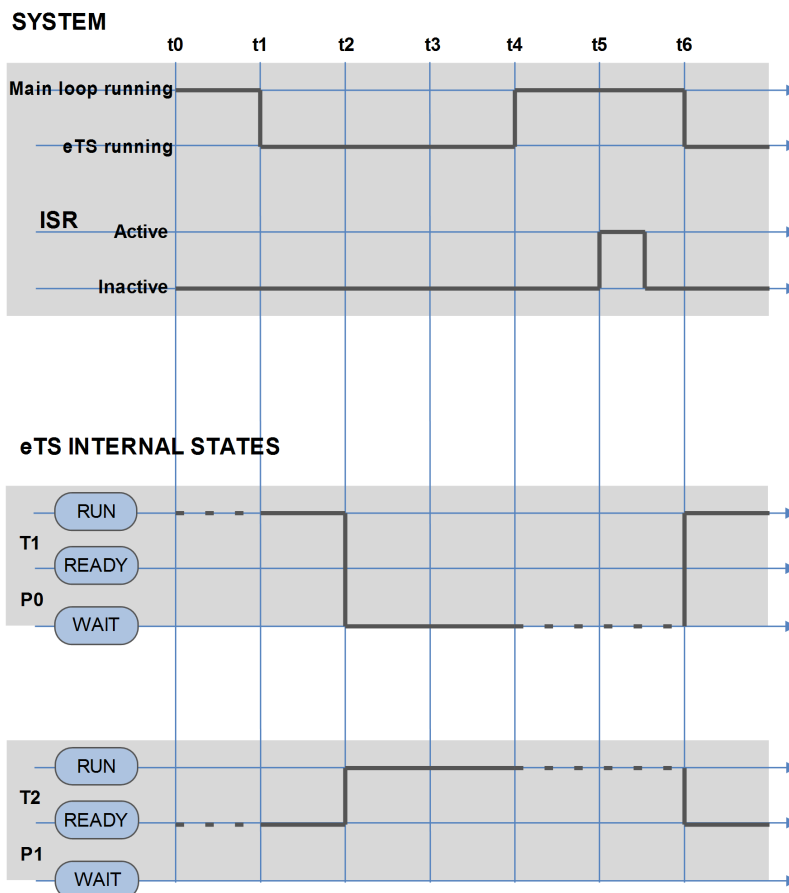 SYSTEM
t0 t1 t2 t3 t4 t5 t6
Main loop running
eTS running
ISR
Active
Inactive
eTS INTERNAL STATES
RUN
T1
READY
P0
WAIT
RUN
T2
READY
P1
WAIT